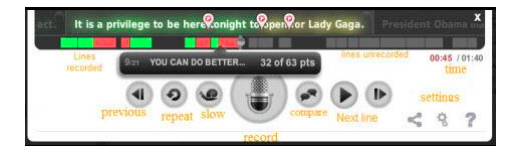 act. It is a privilege to be here tonight to open for Lady Gaga. President Obama
X
Lines
recorded
lines unrecorded
00:45 / 01:40
time
9/21 YOU CAN DO BETTER... 32 of 63 pts
previous
repeat
slow
record
compare
Next line
settings
?